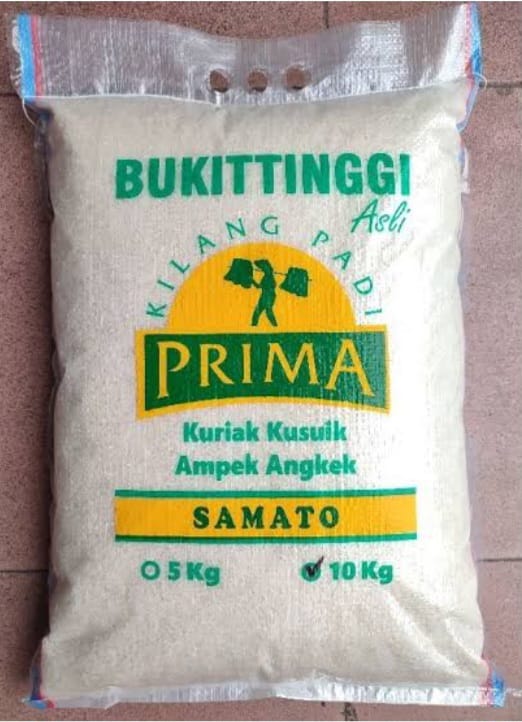 BUKITTINGGI
Asli
KILANG PADI
PRIMA
Kuriak Kusuik
Ampek Angkek
SAMATO
5 Kg
10 Kg